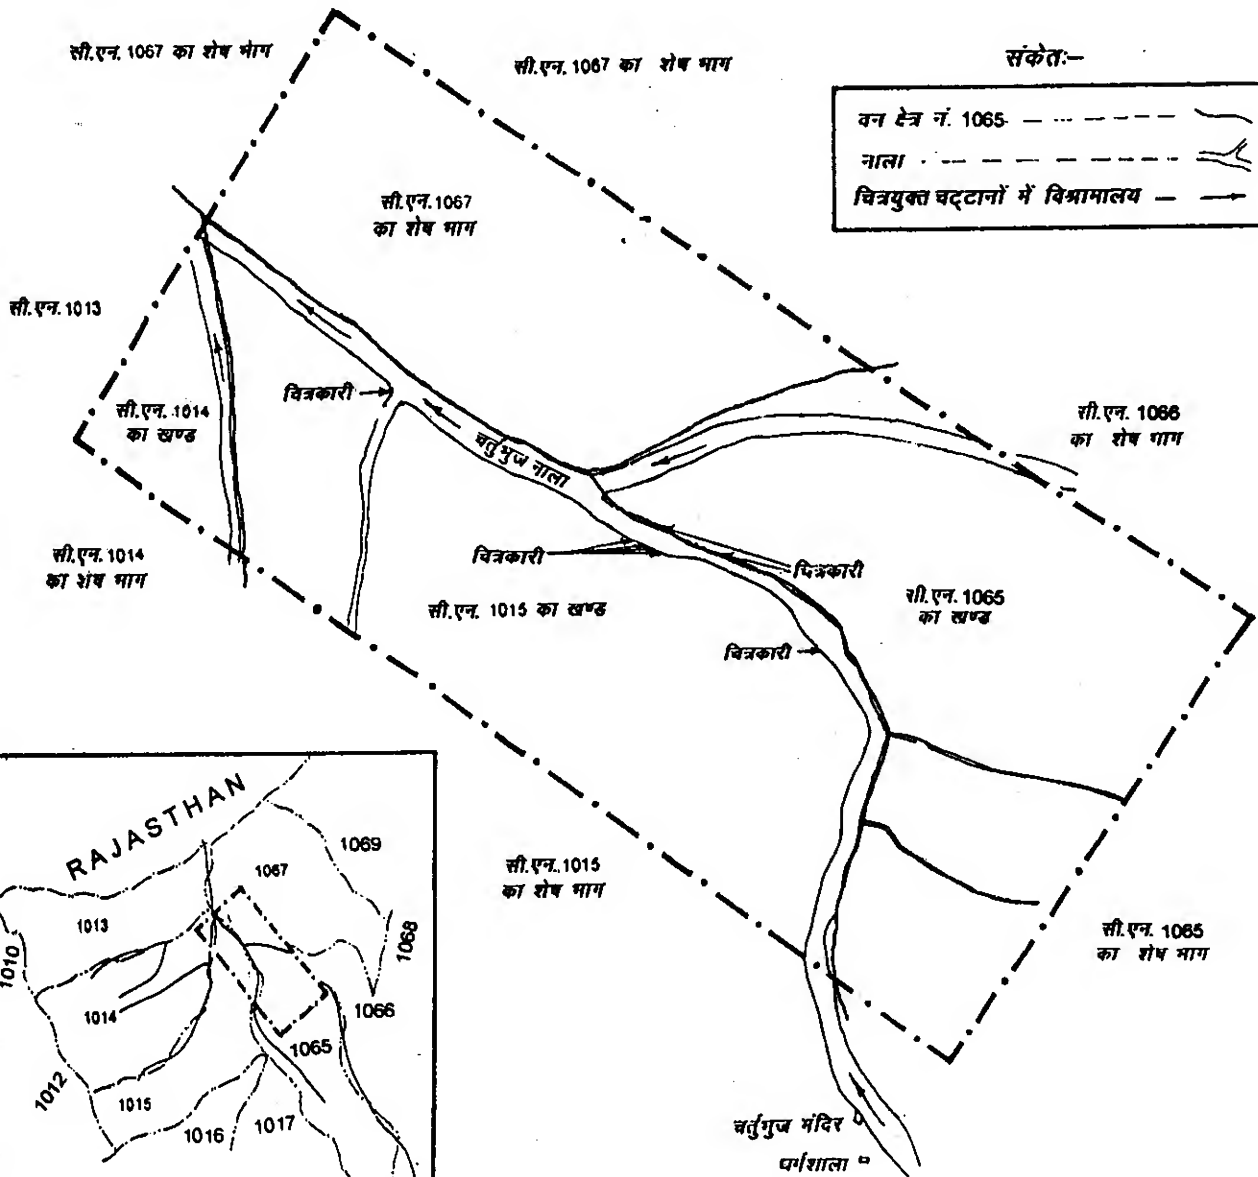 सी.एन. 1067 का शेष भाग
सी.एन. 1067 का शेष भाग
संकेत:-
वन क्षेत्र नं. 1065
नाला
चित्रयुक्त चट्टानों में विश्रामालय
सी.एन. 1067
का शेष भाग
सी.एन. 1013
चित्रकारी
सी.एन. 1014
का खण्ड
चर्तुभुज नाला
सी.एन. 1066
का शेष भाग
सी.एन. 1014
का शेष भाग
चित्रकारी
चित्रकारी
सी.एन. 1015 का खण्ड
सी.एन. 1065
का खण्ड
चित्रकारी
सी.एन. 1015
का शेष भाग
सी.एन. 1065
का शेष भाग
चर्तुभुज मंदिर
धर्मशाला
RAJASTHAN
1069
1067
1013
1010
1068
1014
1066
1065
1012
1015
1016
1017